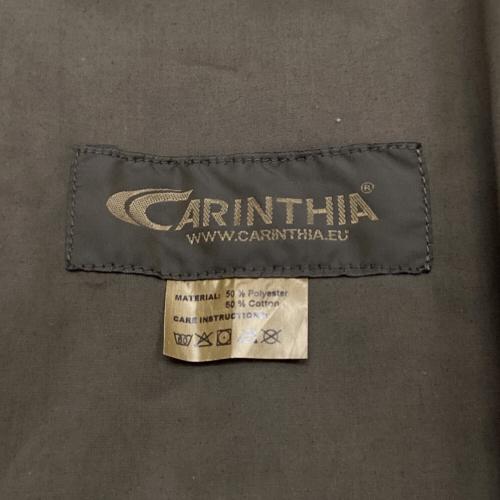 CARINTHIA®
WWW.CARINTHIA.EU
MATERIAL: 50 % Polyester
50 % Cotton
CARE INSTRUCTIONS: